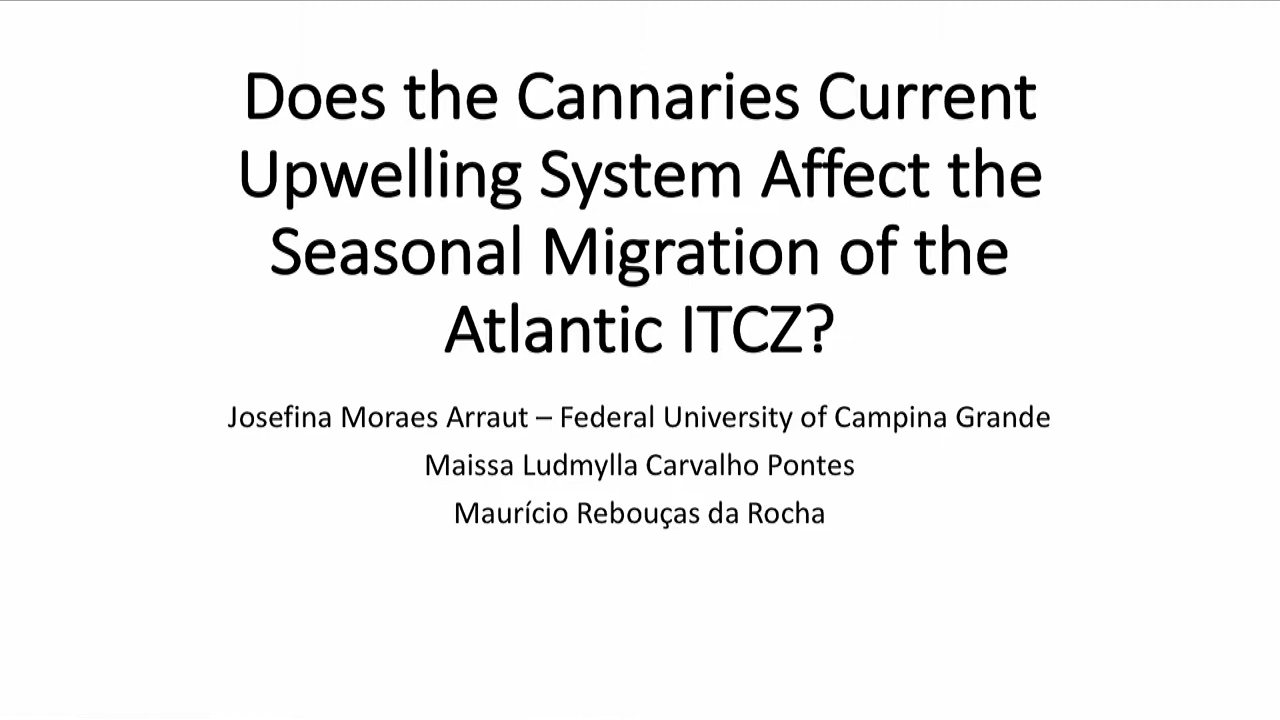 Does the Cannaries Current
Upwelling System Affect the
Seasonal Migration of the
Atlantic ITCZ?
Josefina Moraes Arraut – Federal University of Campina Grande
Maissa Ludmylla Carvalho Pontes
Maurício Rebouças da Rocha